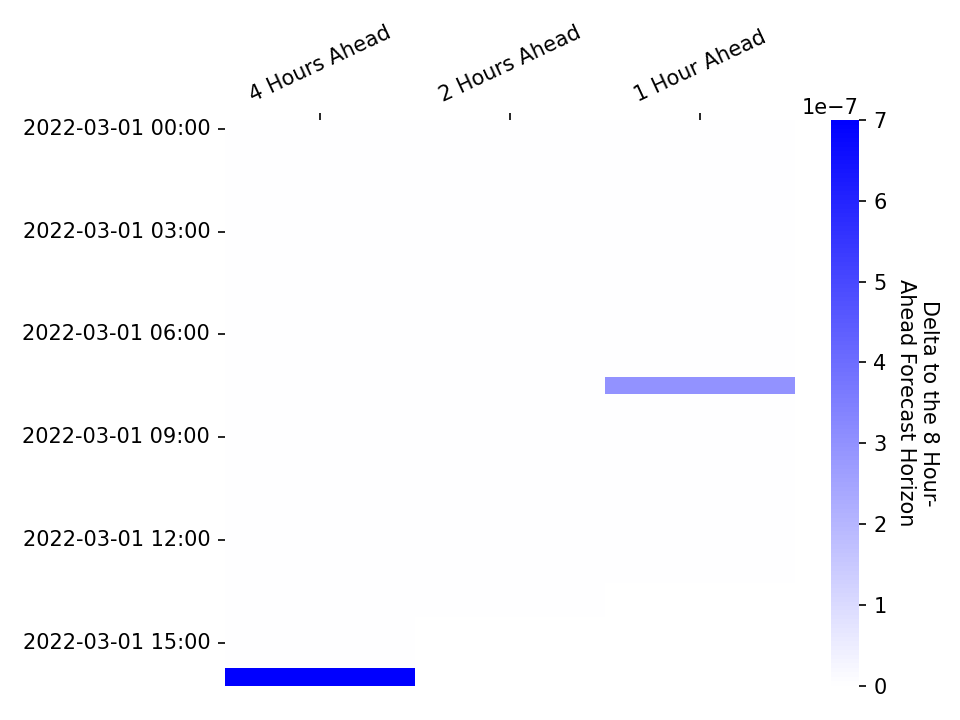 4 Hours Ahead
2 Hours Ahead
1 Hour Ahead
2022-03-01 00:00
2022-03-01 03:00
2022-03-01 06:00
2022-03-01 09:00
2022-03-01 12:00
2022-03-01 15:00
1e−7
7
6
5
4
3
2
1
0
Delta to the 8 Hour-
Ahead Forecast Horizon